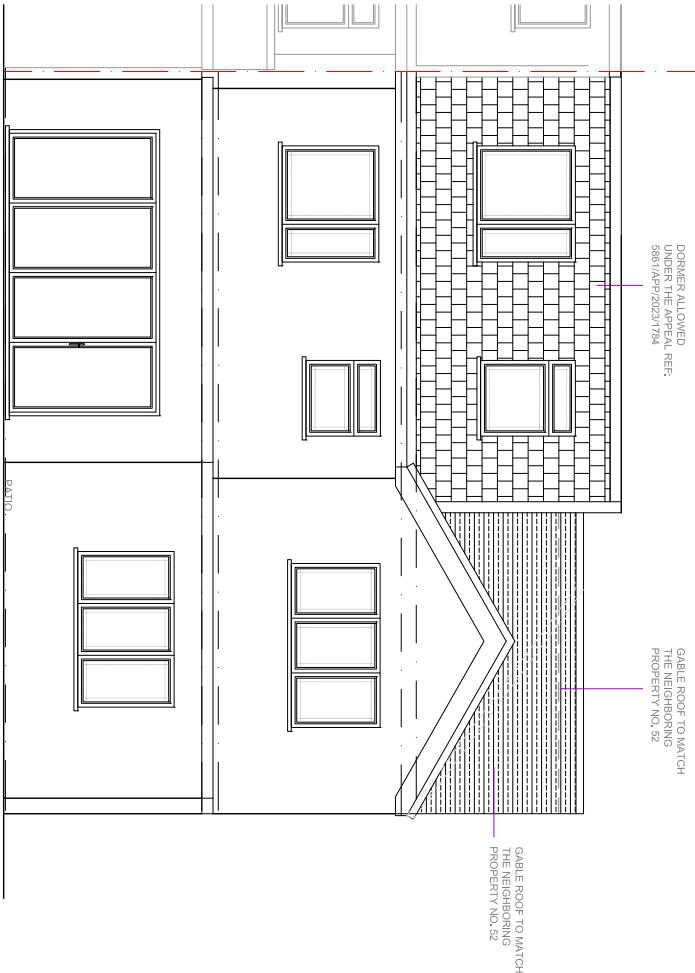 DORMER ALLOWED
UNDER THE APPEAL REF:
5861/APP/2023/1784
GABLE ROOF TO MATCH
THE NEIGHBORING
PROPERTY NO. 52
GABLE ROOF TO MATCH
THE NEIGHBORING
PROPERTY NO. 52
PATIO